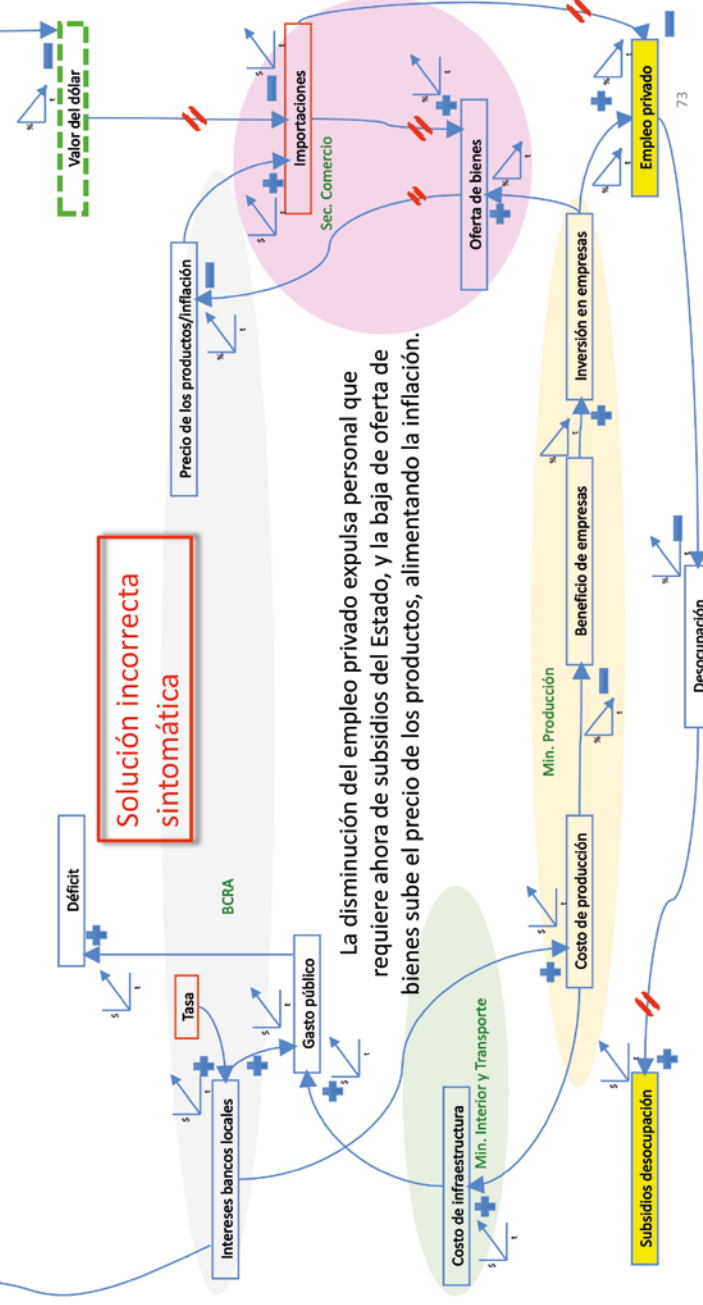 Déficit
%
t
Valor del dólar
Solución incorrecta
sintomática
$
t
Tasa
Precio de los productos/inflación
$
t
Intereses bancos locales
BCRA
%
t
$
t
$
t
Importaciones
$
t
Gasto público
Sec. Comercio
$
t
La disminución del empleo privado expulsa personal que
requiere ahora de subsidios del Estado, y la baja de oferta de
bienes sube el precio de los productos, alimentando la inflación.
%
t
Costo de infraestructura
Min. Interior y Transporte
$
t
Oferta de bienes
%
t
Min. Producción
$
t
%
t
Costo de producción
Beneficio de empresas
Inversión en empresas
%
t
%
t
%
t
Subsidios desocupación
$
t
Empleo privado
%
t
73
Desocupación